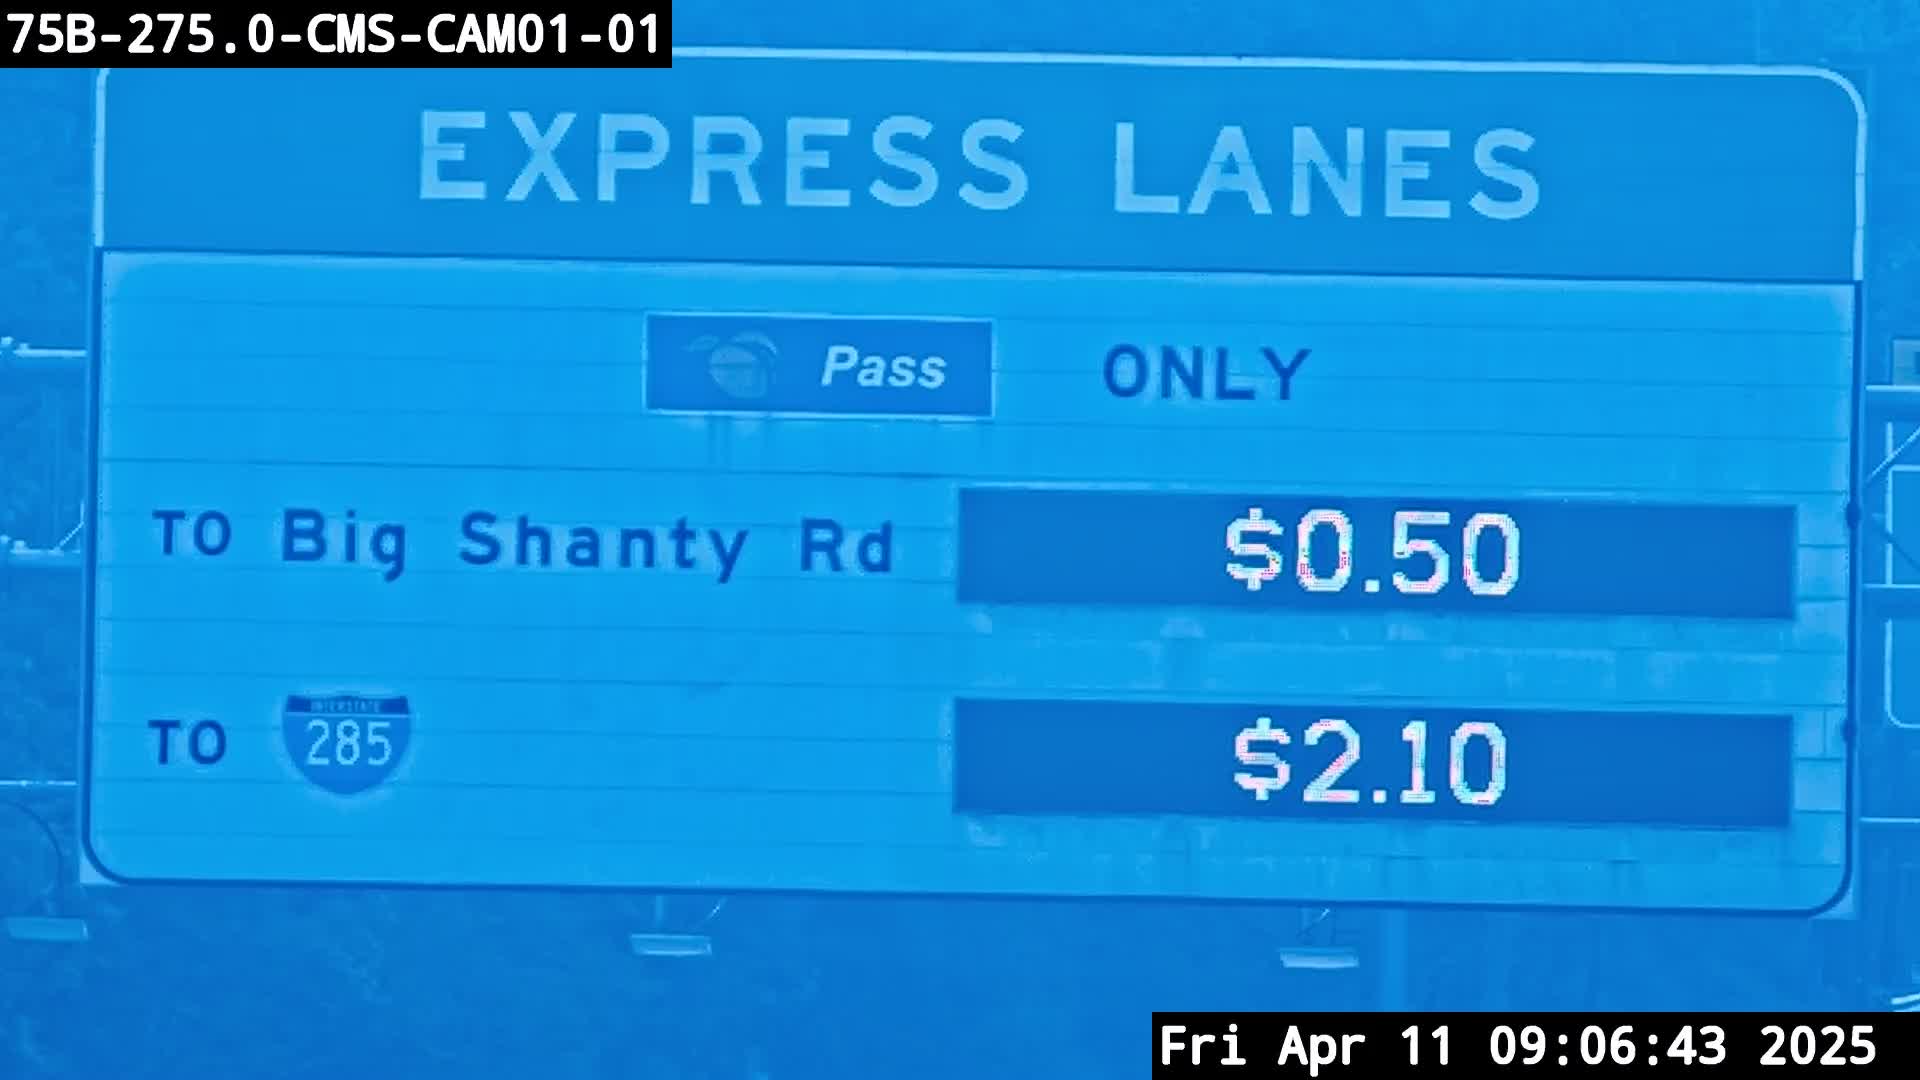 75B-275.0-CMS-CAM01-01
EXPRESS LANES
Pass ONLY
TO Big Shanty Rd $0.50
INTERSTATE
TO 285 $2.10
Fri Apr 11 09:06:43 2025